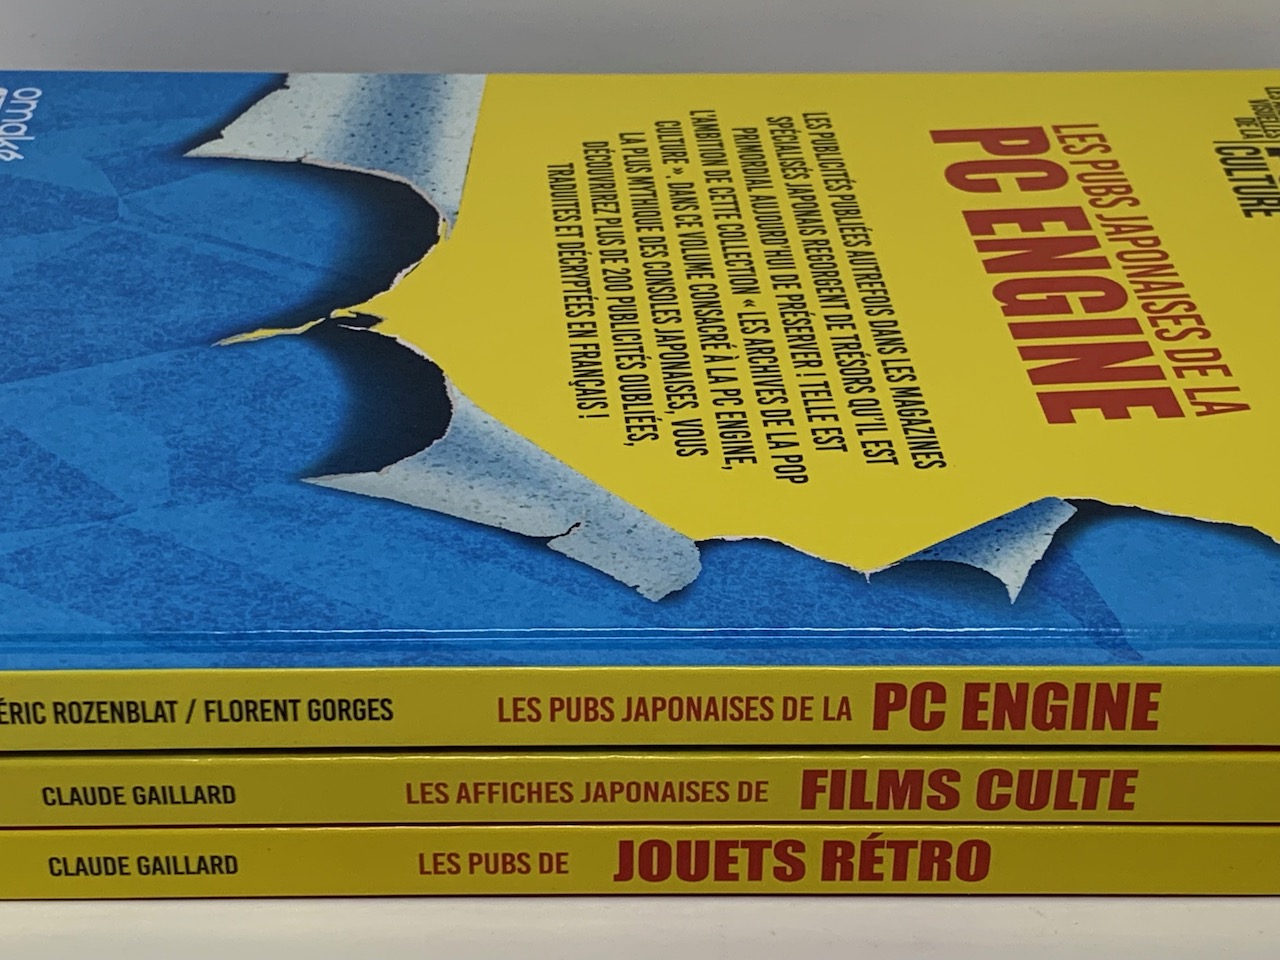 omaké
LES
VISUELLES
DE LA
CULTURE
LES PUBS JAPONAISES DE LA
PC ENGINE
LES PUBLICITÉS PUBLIÉES AUTREFOIS DANS LES MAGAZINES
SPÉCIALISÉS JAPONAIS REGORGENT DE TRÉSORS QU'IL EST
PRIMORDIAL AUJOURD'HUI DE PRÉSERVER ! TELLE EST
L'AMBITION DE CETTE COLLECTION « LES ARCHIVES DE LA POP
CULTURE ». DANS CE VOLUME CONSACRÉ À LA PC ENGINE,
LA PLUS MYTHIQUE DES CONSOLES JAPONAISES, VOUS
DÉCOUVRIREZ PLUS DE 200 PUBLICITÉS OUBLIÉES,
TRADUITES ET DÉCRYPTÉES EN FRANÇAIS !
ÉRIC ROZENBLAT / FLORENT GORGES LES PUBS JAPONAISES DE LA PC ENGINE
CLAUDE GAILLARD LES AFFICHES JAPONAISES DE FILMS CULTE
CLAUDE GAILLARD LES PUBS DE JOUETS RÉTRO